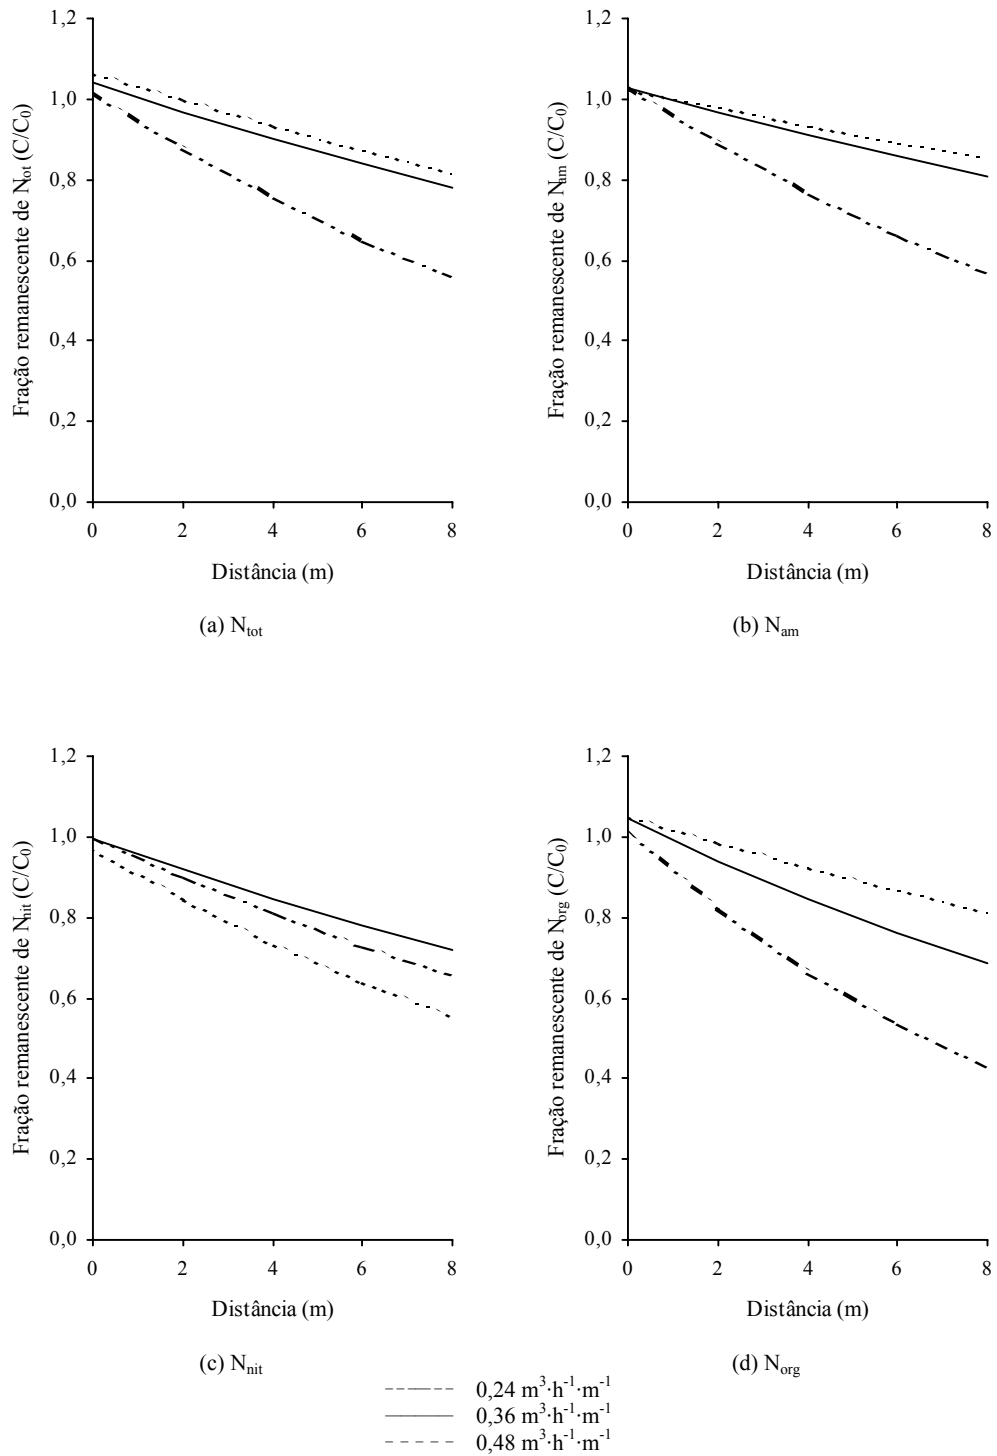 Fração remanescente de Ntot (C/C0)
1,2
1,0
0,8
0,6
0,4
0,2
0,0
0 2 4 6 8
Distância (m)
(a) Ntot
Fração remanescente de Nam (C/C0)
1,2
1,0
0,8
0,6
0,4
0,2
0,0
0 2 4 6 8
Distância (m)
(b) Nam
Fração remanescente de Nnit (C/C0)
1,2
1,0
0,8
0,6
0,4
0,2
0,0
0 2 4 6 8
Distância (m)
(c) Nnit
Fração remanescente de Norg (C/C0)
1,2
1,0
0,8
0,6
0,4
0,2
0,0
0 2 4 6 8
Distância (m)
(d) Norg
0,24 m³·h⁻¹·m⁻¹
0,36 m³·h⁻¹·m⁻¹
0,48 m³·h⁻¹·m⁻¹